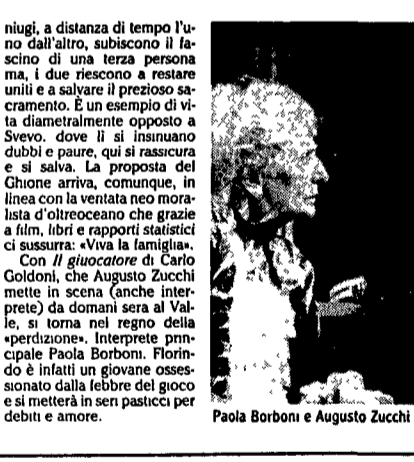 niugi, a distanza di tempo l'u-
no dall'altro, subiscono il fa-
scino di una terza persona
ma, i due riescono a restare
uniti e a salvare il prezioso sa-
cramento. È un esempio di vi-
ta diametralmente opposto a
Svevo. dove lì si insinuano
dubbi e paure, qui si rassicura
e si salva. La proposta del
Ghione arriva, comunque, in
linea con la ventata neo mora-
lista d'oltreoceano che grazie
a film, libri e rapporti statistici
ci sussurra: «Viva la famiglia».
Con Il giuocatore di Carlo
Goldoni, che Augusto Zucchi
mette in scena (anche inter-
prete) da domani sera al Val-
le, si torna nel regno della
«perdizione». Interprete prin-
cipale Paola Borboni. Florin-
do è infatti un giovane osses-
sionato dalla febbre del gioco
e si metterà in seri pasticci per
debiti e amore.
Paola Borboni e Augusto Zucchi